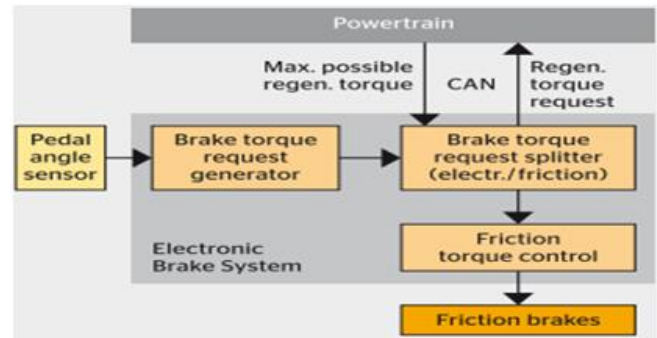 Powertrain
Max. possible
regen. torque
CAN
Regen.
torque
request
Pedal
angle
sensor
Brake torque
request
generator
Brake torque
request splitter
(electr./friction)
Electronic
Brake System
Friction
torque control
Friction brakes